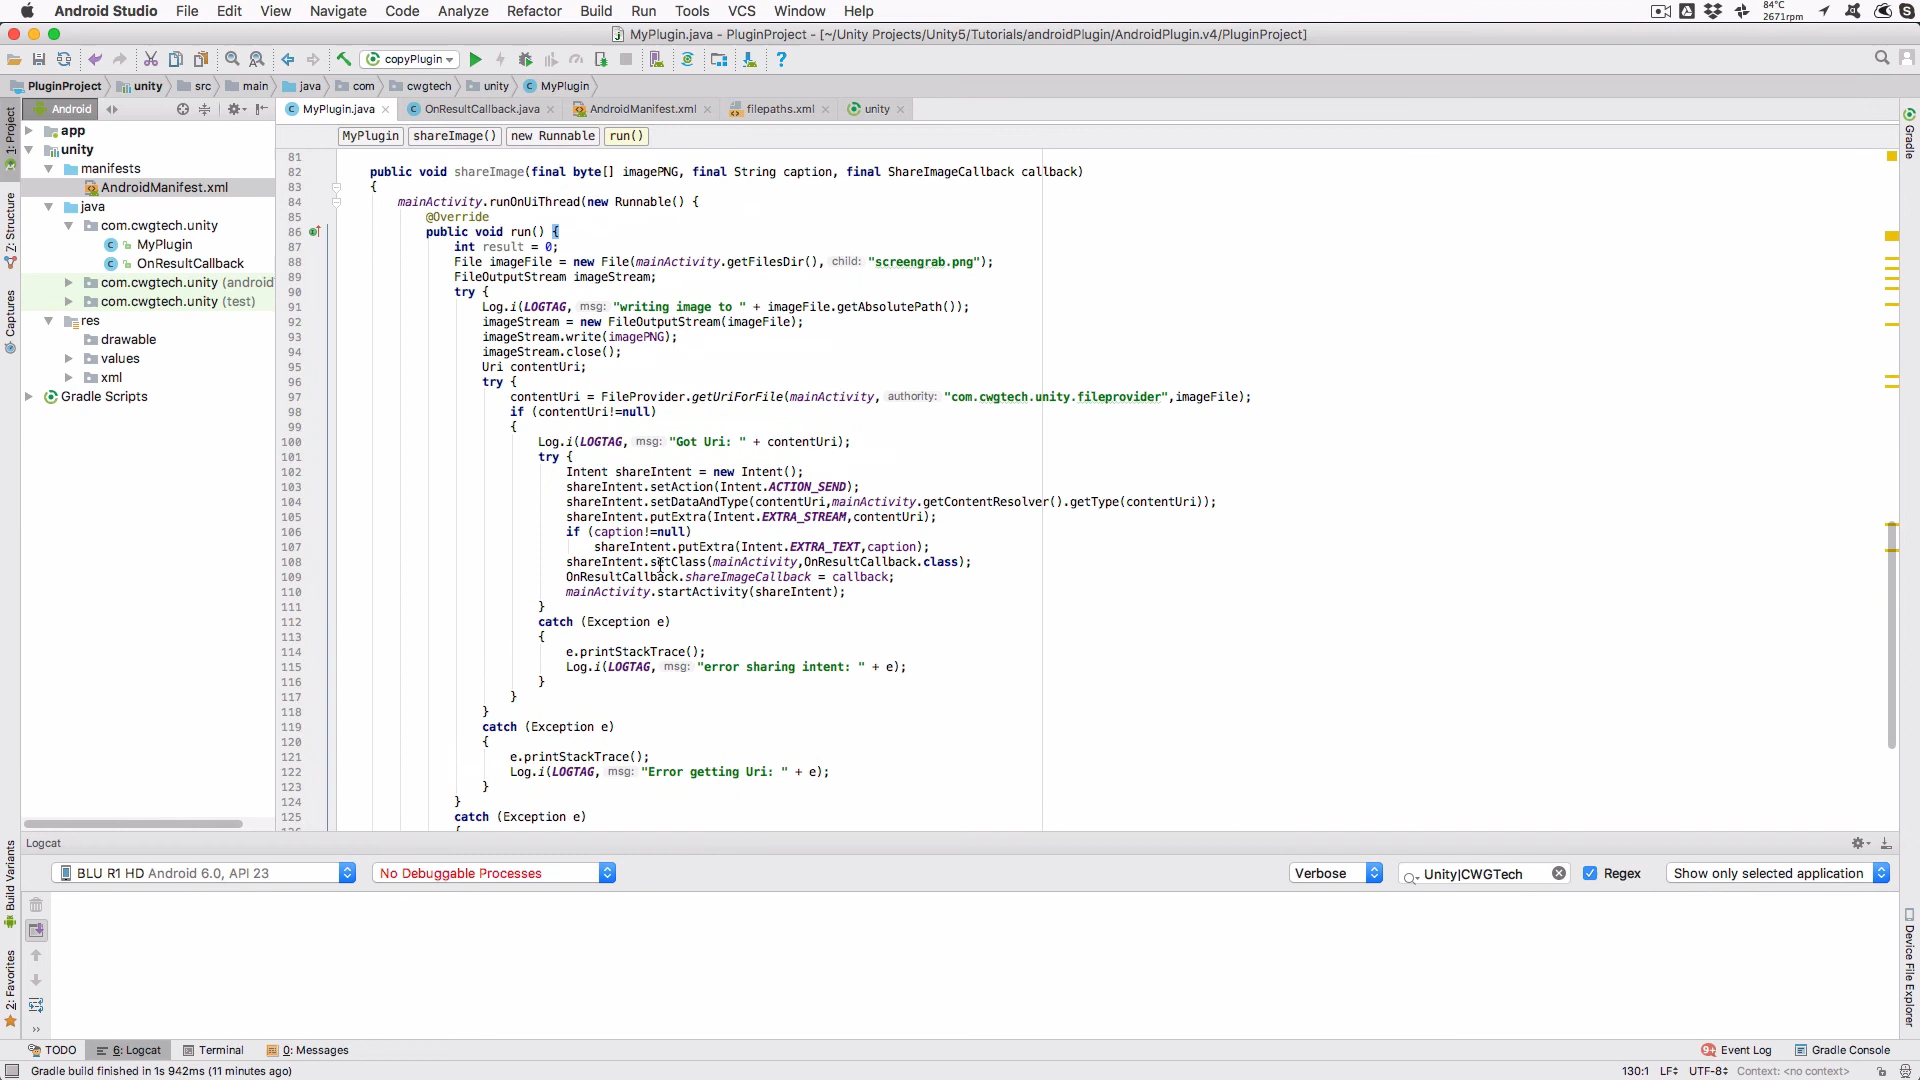 Android Studio File Edit View Navigate Code Analyze Refactor Build Run Tools VCS Window Help 84°C 2671rpm
MyPlugin.java - PluginProject - [~/Unity Projects/Unity5/Tutorials/androidPlugin/AndroidPlugin.v4/PluginProject]
copyPlugin
PluginProject unity src main java com cwgtech unity MyPlugin
Android MyPlugin.java OnResultCallback.java AndroidManifest.xml filepaths.xml unity
MyPlugin shareImage() new Runnable run()
1: Project
Z: Structure
Captures
Build Variants
2: Favorites
Gradle
Device File Explorer
app
unity
manifests
AndroidManifest.xml
java
com.cwgtech.unity
MyPlugin
OnResultCallback
com.cwgtech.unity (android
com.cwgtech.unity (test)
res
drawable
values
xml
Gradle Scripts
81
82 public void shareImage(final byte[] imagePNG, final String caption, final ShareImageCallback callback)
83 {
84 mainActivity.runOnUiThread(new Runnable() {
85 @Override
86 public void run() {
87 int result = 0;
88 File imageFile = new File(mainActivity.getFilesDir(), child: "screengrab.png");
89 FileOutputStream imageStream;
90 try {
91 Log.i(LOGTAG, msg: "writing image to " + imageFile.getAbsolutePath());
92 imageStream = new FileOutputStream(imageFile);
93 imageStream.write(imagePNG);
94 imageStream.close();
95 Uri contentUri;
96 try {
97 contentUri = FileProvider.getUriForFile(mainActivity, authority: "com.cwgtech.unity.fileprovider",imageFile);
98 if (contentUri!=null)
99 {
100 Log.i(LOGTAG, msg: "Got Uri: " + contentUri);
101 try {
102 Intent shareIntent = new Intent();
103 shareIntent.setAction(Intent.ACTION_SEND);
104 shareIntent.setDataAndType(contentUri,mainActivity.getContentResolver().getType(contentUri));
105 shareIntent.putExtra(Intent.EXTRA_STREAM,contentUri);
106 if (caption!=null)
107 shareIntent.putExtra(Intent.EXTRA_TEXT,caption);
108 shareIntent.setClass(mainActivity,OnResultCallback.class);
109 OnResultCallback.shareImageCallback = callback;
110 mainActivity.startActivity(shareIntent);
111 }
112 catch (Exception e)
113 {
114 e.printStackTrace();
115 Log.i(LOGTAG, msg: "error sharing intent: " + e);
116 }
117 }
118 }
119 catch (Exception e)
120 {
121 e.printStackTrace();
122 Log.i(LOGTAG, msg: "Error getting Uri: " + e);
123 }
124 }
125 catch (Exception e)
Logcat
BLU R1 HD Android 6.0, API 23 No Debuggable Processes Verbose Unity|CWGTech Regex Show only selected application
TODO 6: Logcat Terminal 0: Messages 9+ Event Log Gradle Console
Gradle build finished in 1s 942ms (11 minutes ago) 130:1 LF UTF-8 Context: <no context>